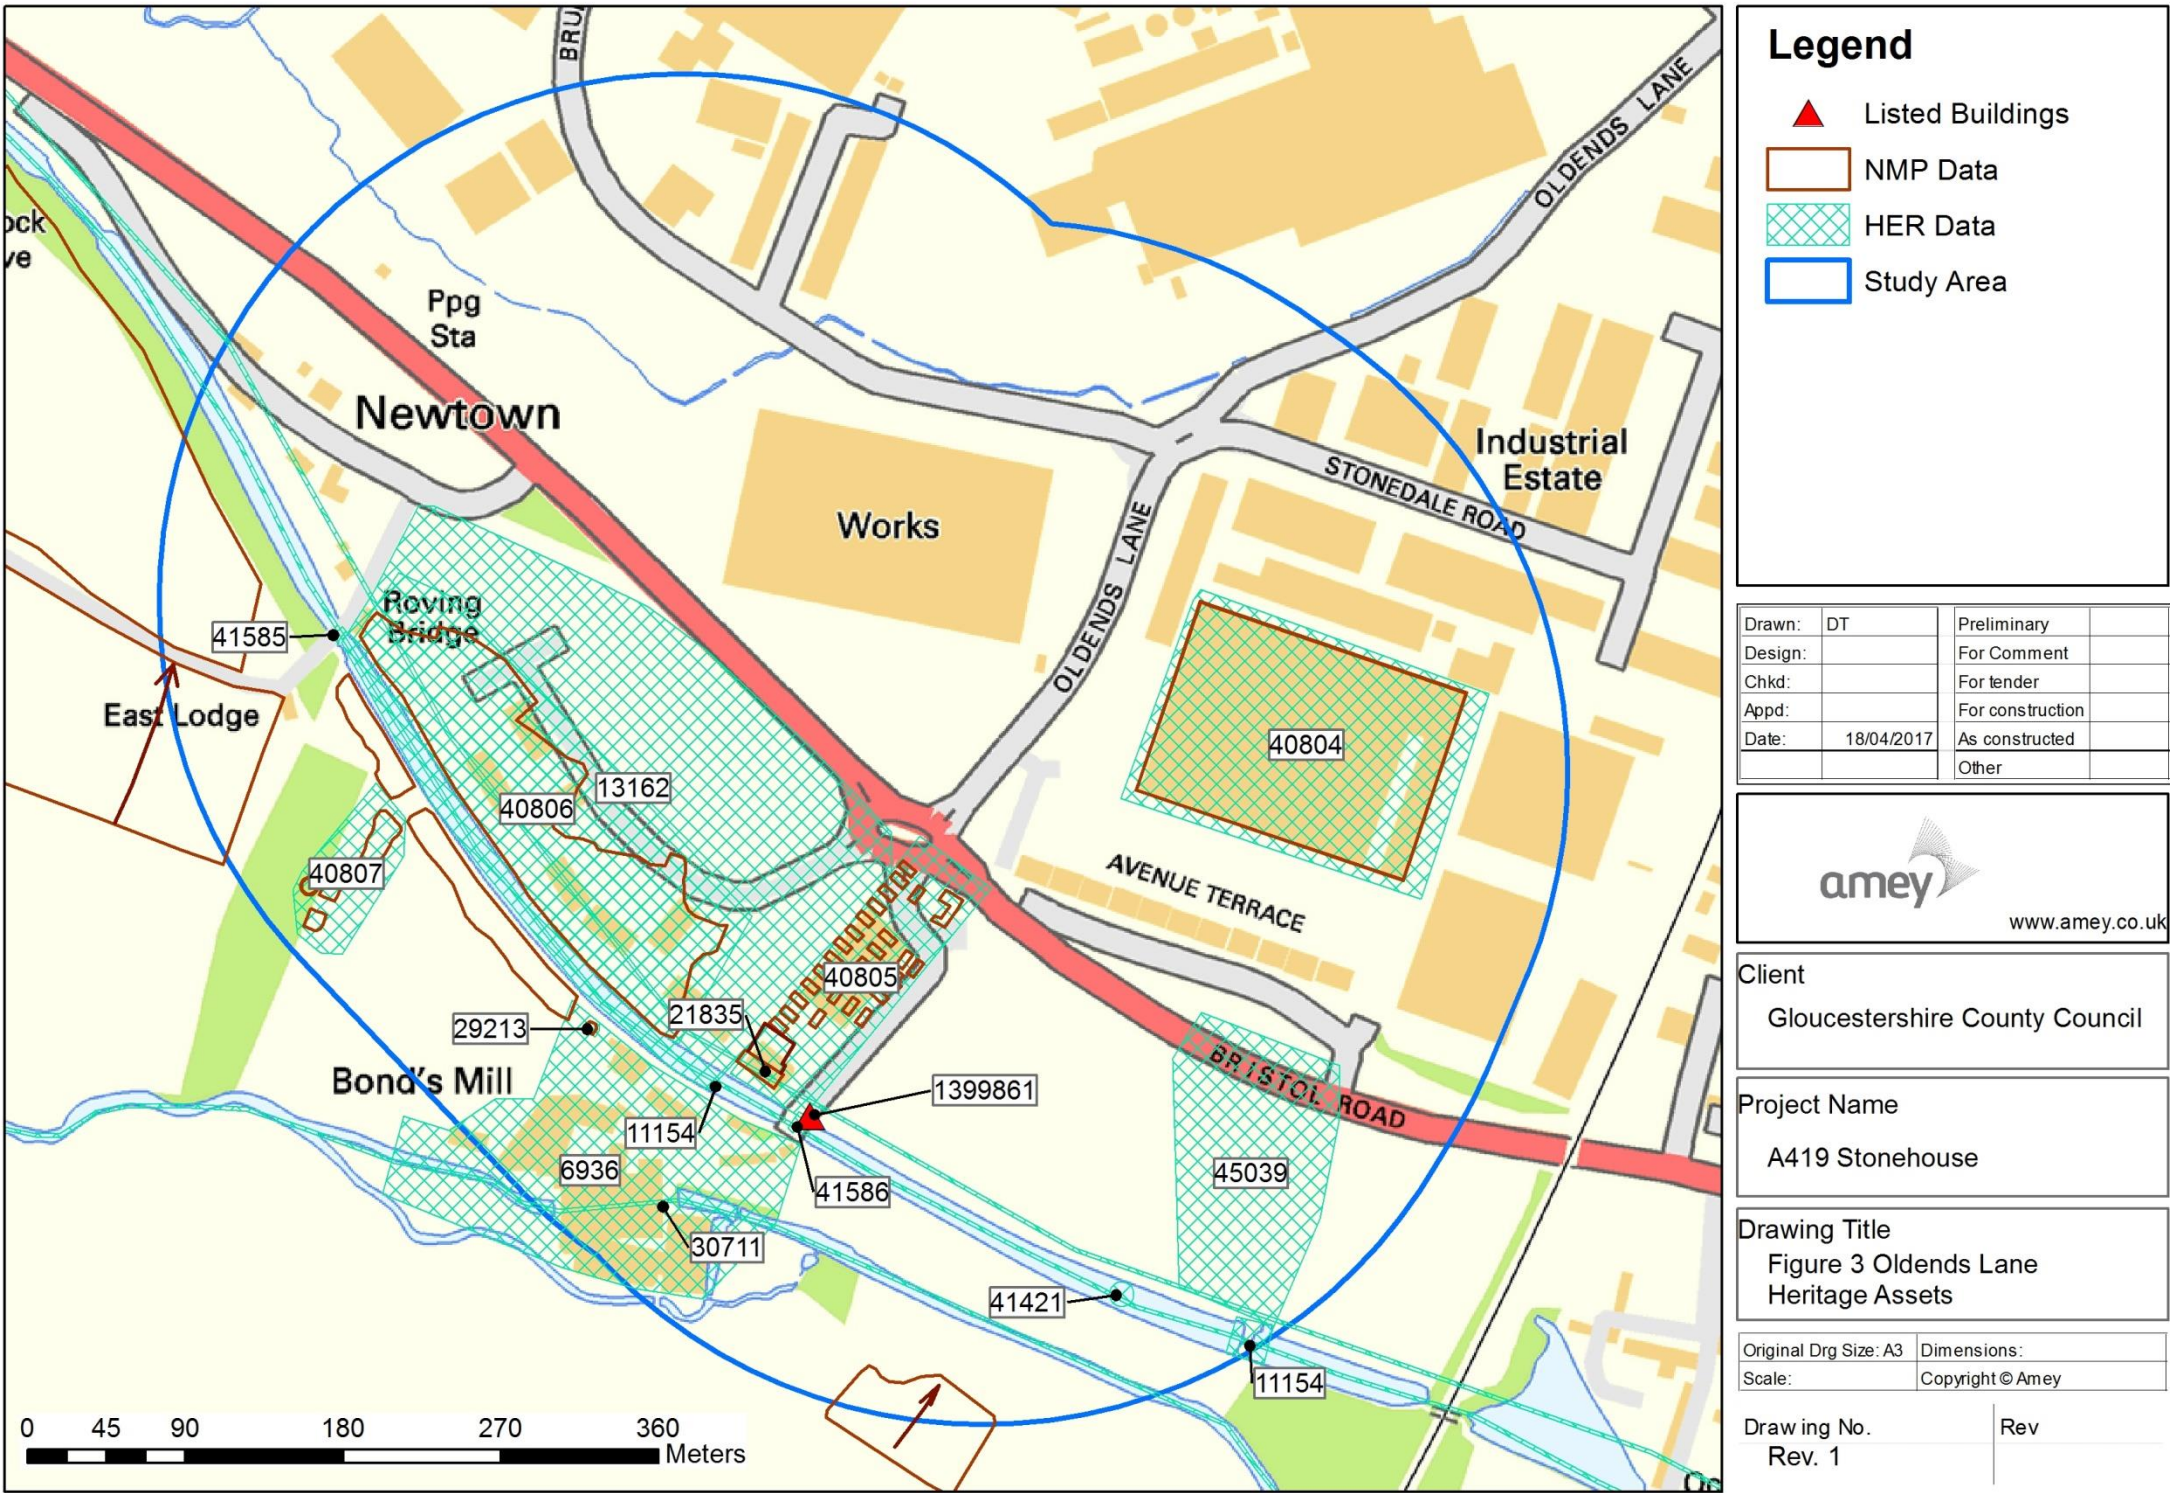 BRU
OLDENDS LANE
ock
ve
Ppg
Sta
Newtown
Industrial
Estate
STONEDALE ROAD
Works
OLDENDS LANE
Roving
Bridge
41585
East Lodge
40804
13162
40806
40807
AVENUE TERRACE
40805
21835
29213
Bond's Mill
1399861
BRISTOL ROAD
11154
6936
45039
41586
30711
41421
11154
0 45 90 180 270 360
Meters
Legend
Listed Buildings
NMP Data
HER Data
Study Area
Drawn: DT Preliminary
Design: For Comment
Chkd: For tender
Appd: For construction
Date: 18/04/2017 As constructed
Other
amey
www.amey.co.uk
Client
Gloucestershire County Council
Project Name
A419 Stonehouse
Drawing Title
Figure 3 Oldends Lane
Heritage Assets
Original Drg Size: A3 Dimensions:
Scale: Copyright © Amey
Drawing No. Rev
Rev. 1